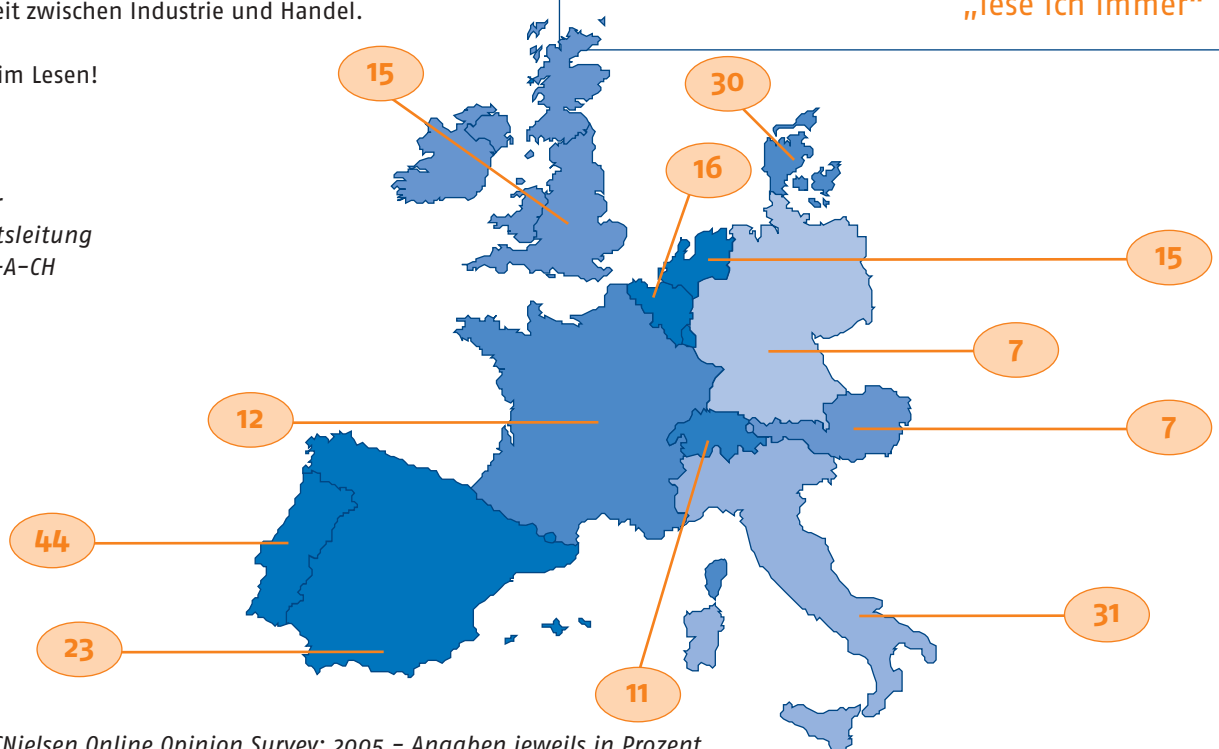 eit zwischen Industrie und Handel.
„lese ich immer“
im Lesen!
15
30
16
tsleitung
-A-CH
15
7
12
7
44
31
23
11
CNielsen Online Opinion Survey; 2005 – Angaben jeweils in Prozent